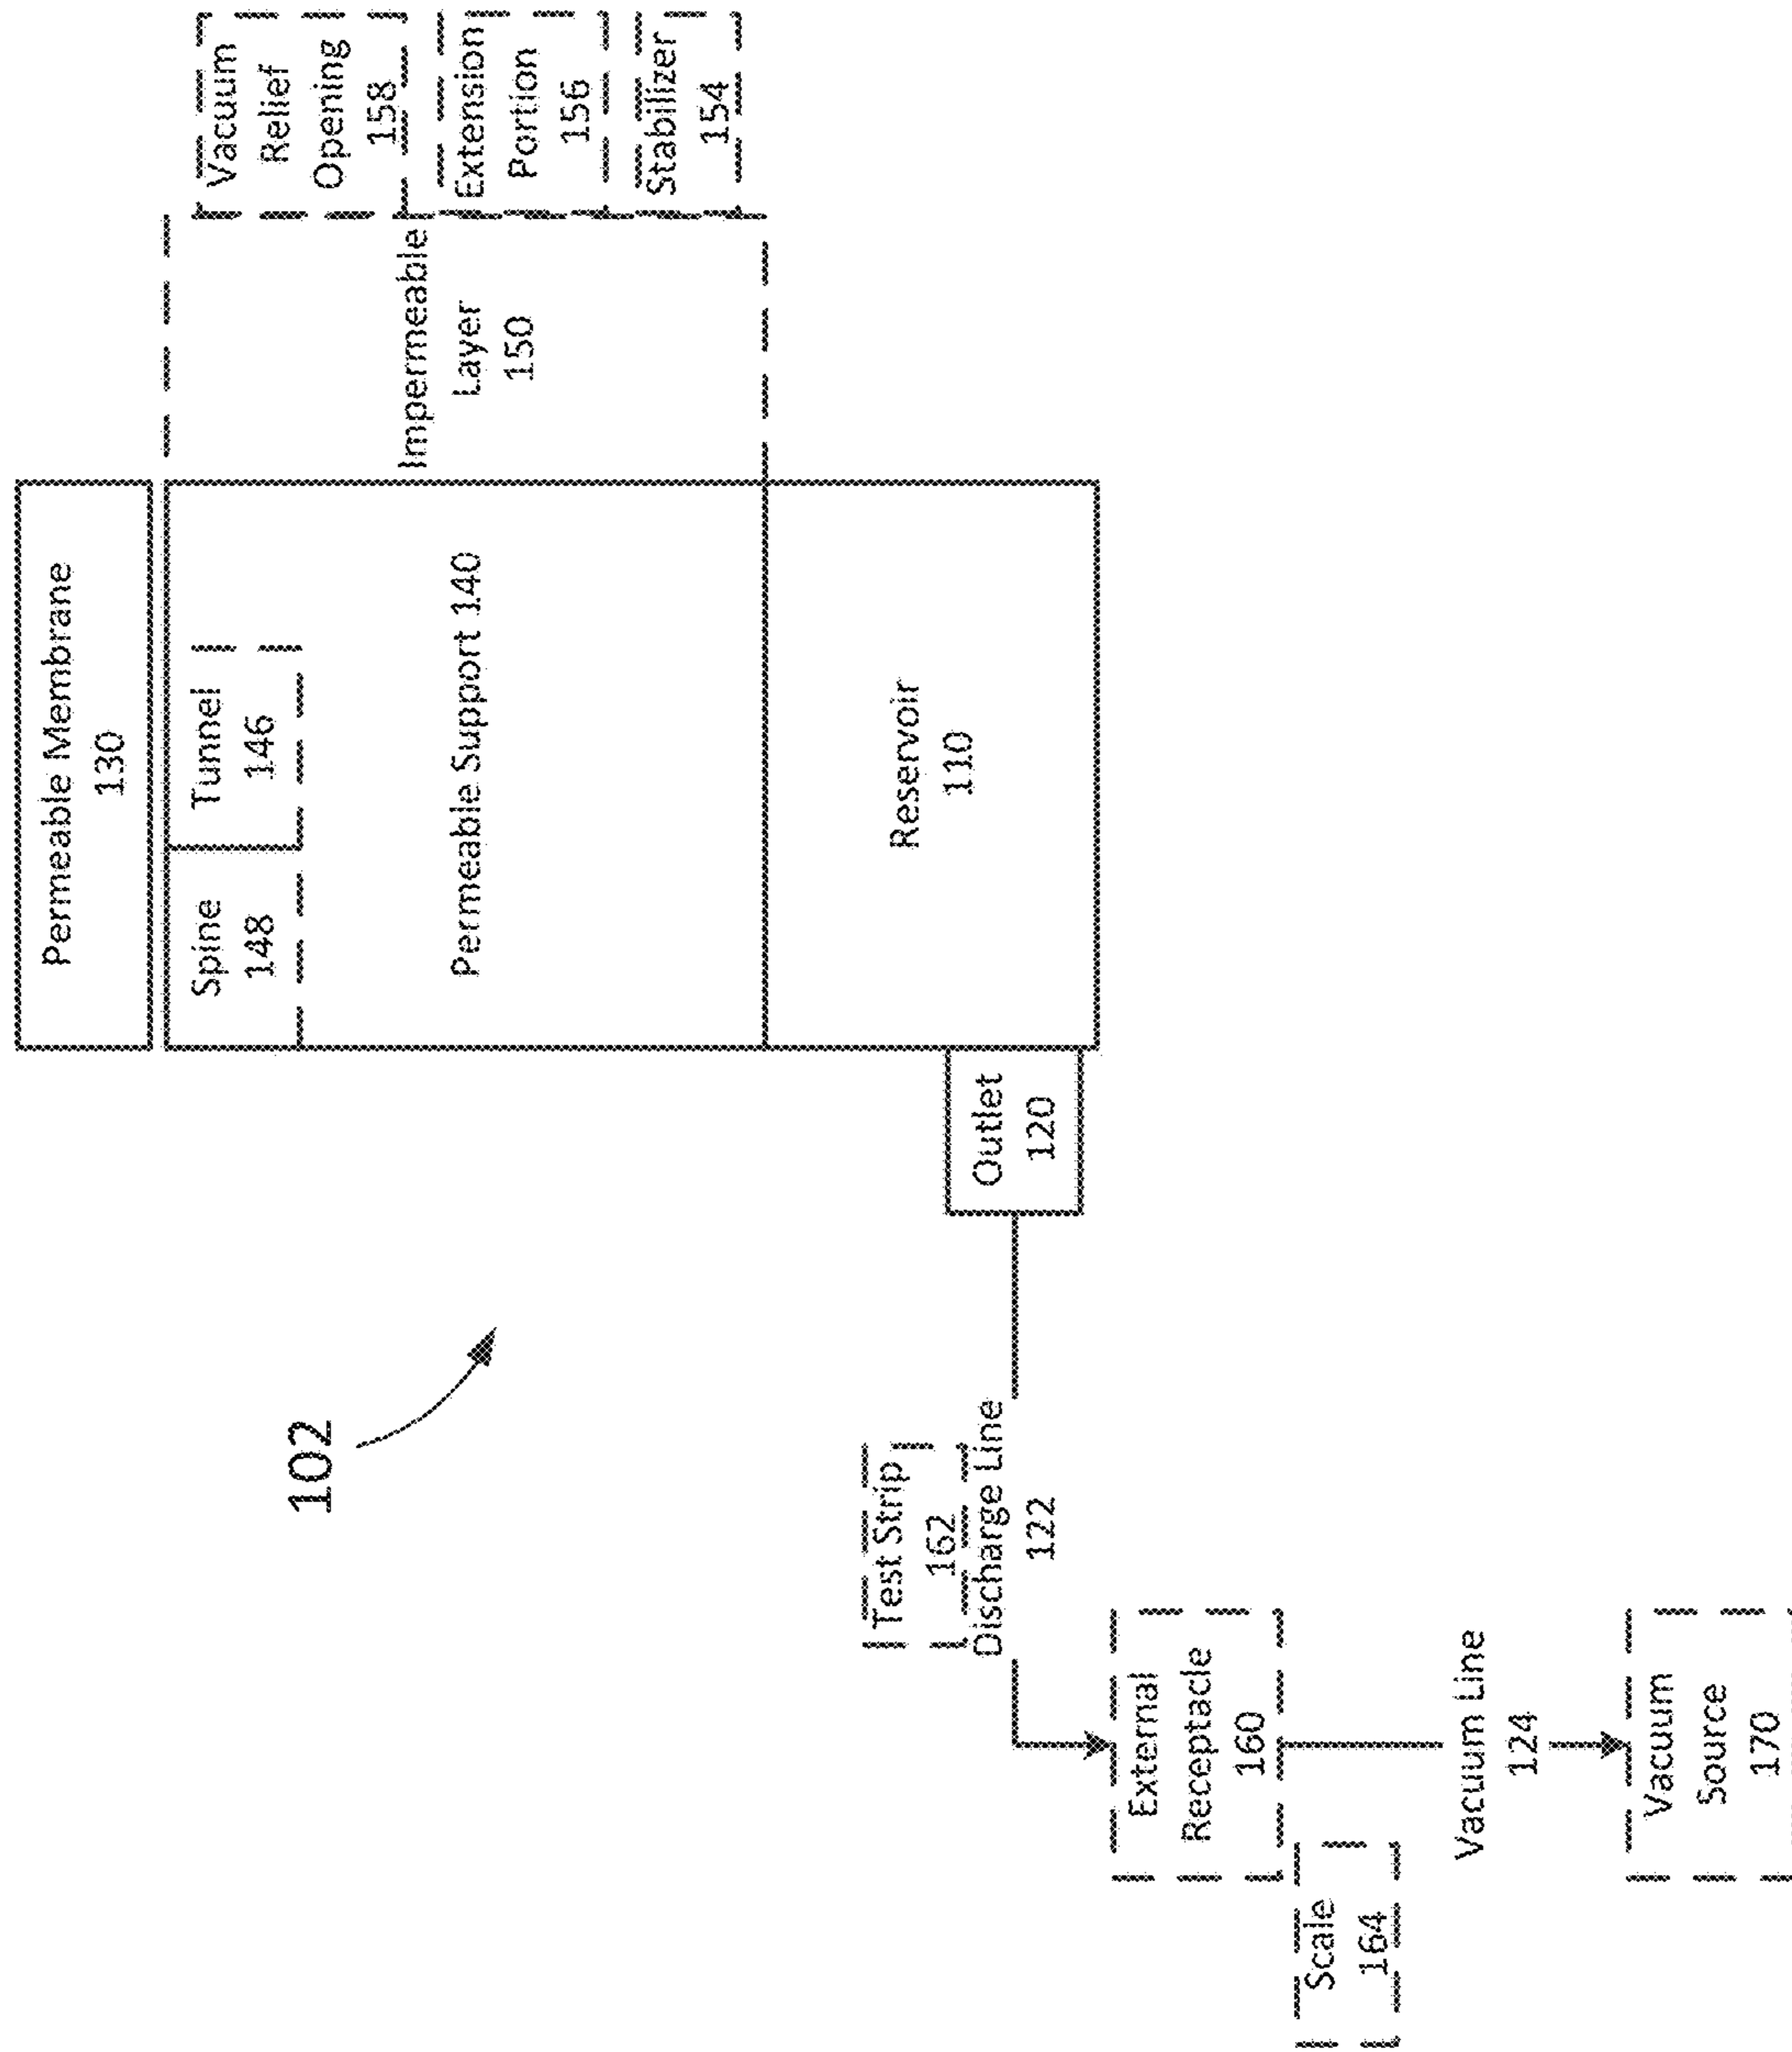 102
Permeable Membrane
130
Spine
148
Tunnel
146
Permeable Support 140
Reservoir
110
Impermeable
Layer
150
Vacuum
Relief
Opening
158
Extension
Portion
156
Stabilizer
154
Outlet
120
Test Strip
162
Discharge Line
122
External
Receptacle
160
Scale
164
Vacuum Line
124
Vacuum
Source
170